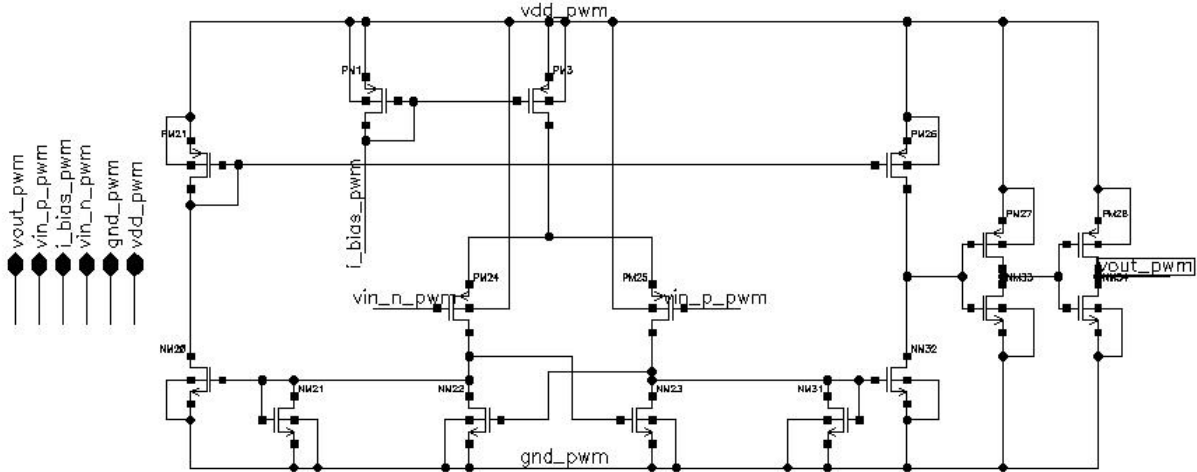 vdd_pwm
PM1
PM3
PM21
PM26
vout_pwm
vin_p_pwm
i_bias_pwm
vin_n_pwm
gnd_pwm
vdd_pwm
i_bias_pwm
PM27
PM28
PM24
PM25
vout_pwm
NM33
NM34
vin_n_pwm
vin_p_pwm
NM20
NM32
NM21
NM22
NM23
NM31
gnd_pwm